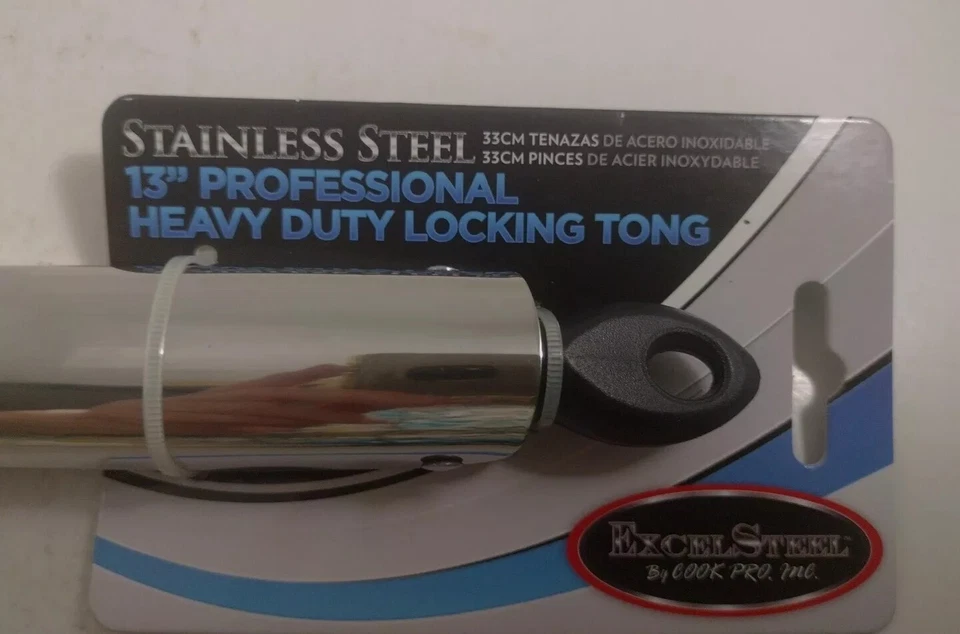 STAINLESS STEEL
33CM TENAZAS DE ACERO INOXIDABLE
33CM PINCES DE ACIER INOXYDABLE
13” PROFESSIONAL
HEAVY DUTY LOCKING TONG
EXCELSTEEL™
By COOK PRO, INC.